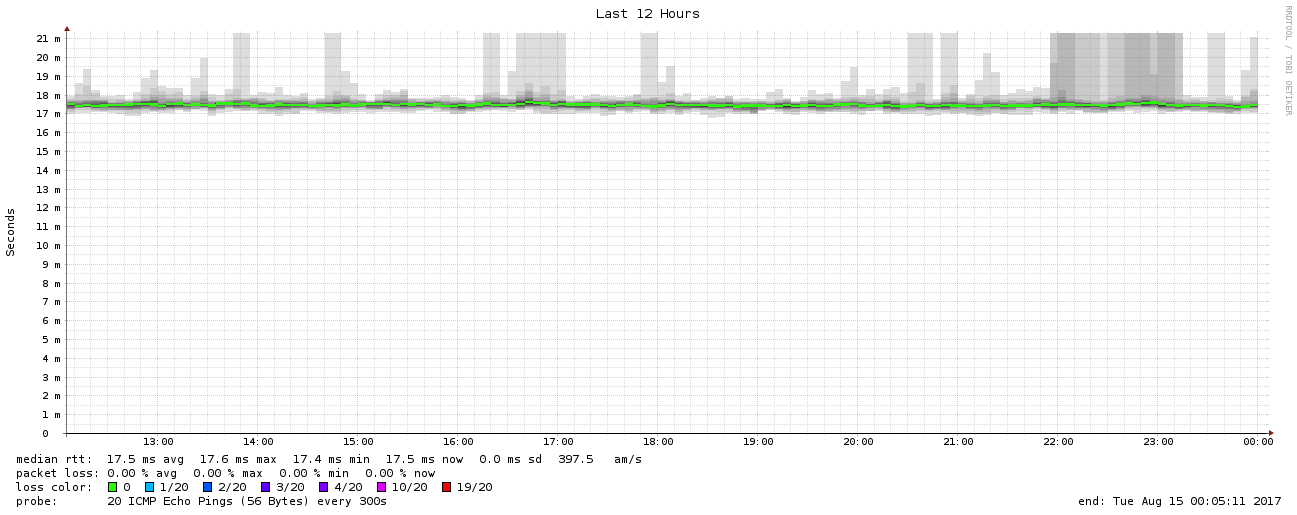 Last 12 Hours
RRDTOOL / TOBI OETIKER
Seconds
21 m
20 m
19 m
18 m
17 m
16 m
15 m
14 m
13 m
12 m
11 m
10 m
9 m
8 m
7 m
6 m
5 m
4 m
3 m
2 m
1 m
0
13:00 14:00 15:00 16:00 17:00 18:00 19:00 20:00 21:00 22:00 23:00 00:00
median rtt: 17.5 ms avg 17.6 ms max 17.4 ms min 17.5 ms now 0.0 ms sd 397.5 am/s
packet loss: 0.00 % avg 0.00 % max 0.00 % min 0.00 % now
loss color: 0 1/20 2/20 3/20 4/20 10/20 19/20
probe: 20 ICMP Echo Pings (56 Bytes) every 300s end: Tue Aug 15 00:05:11 2017